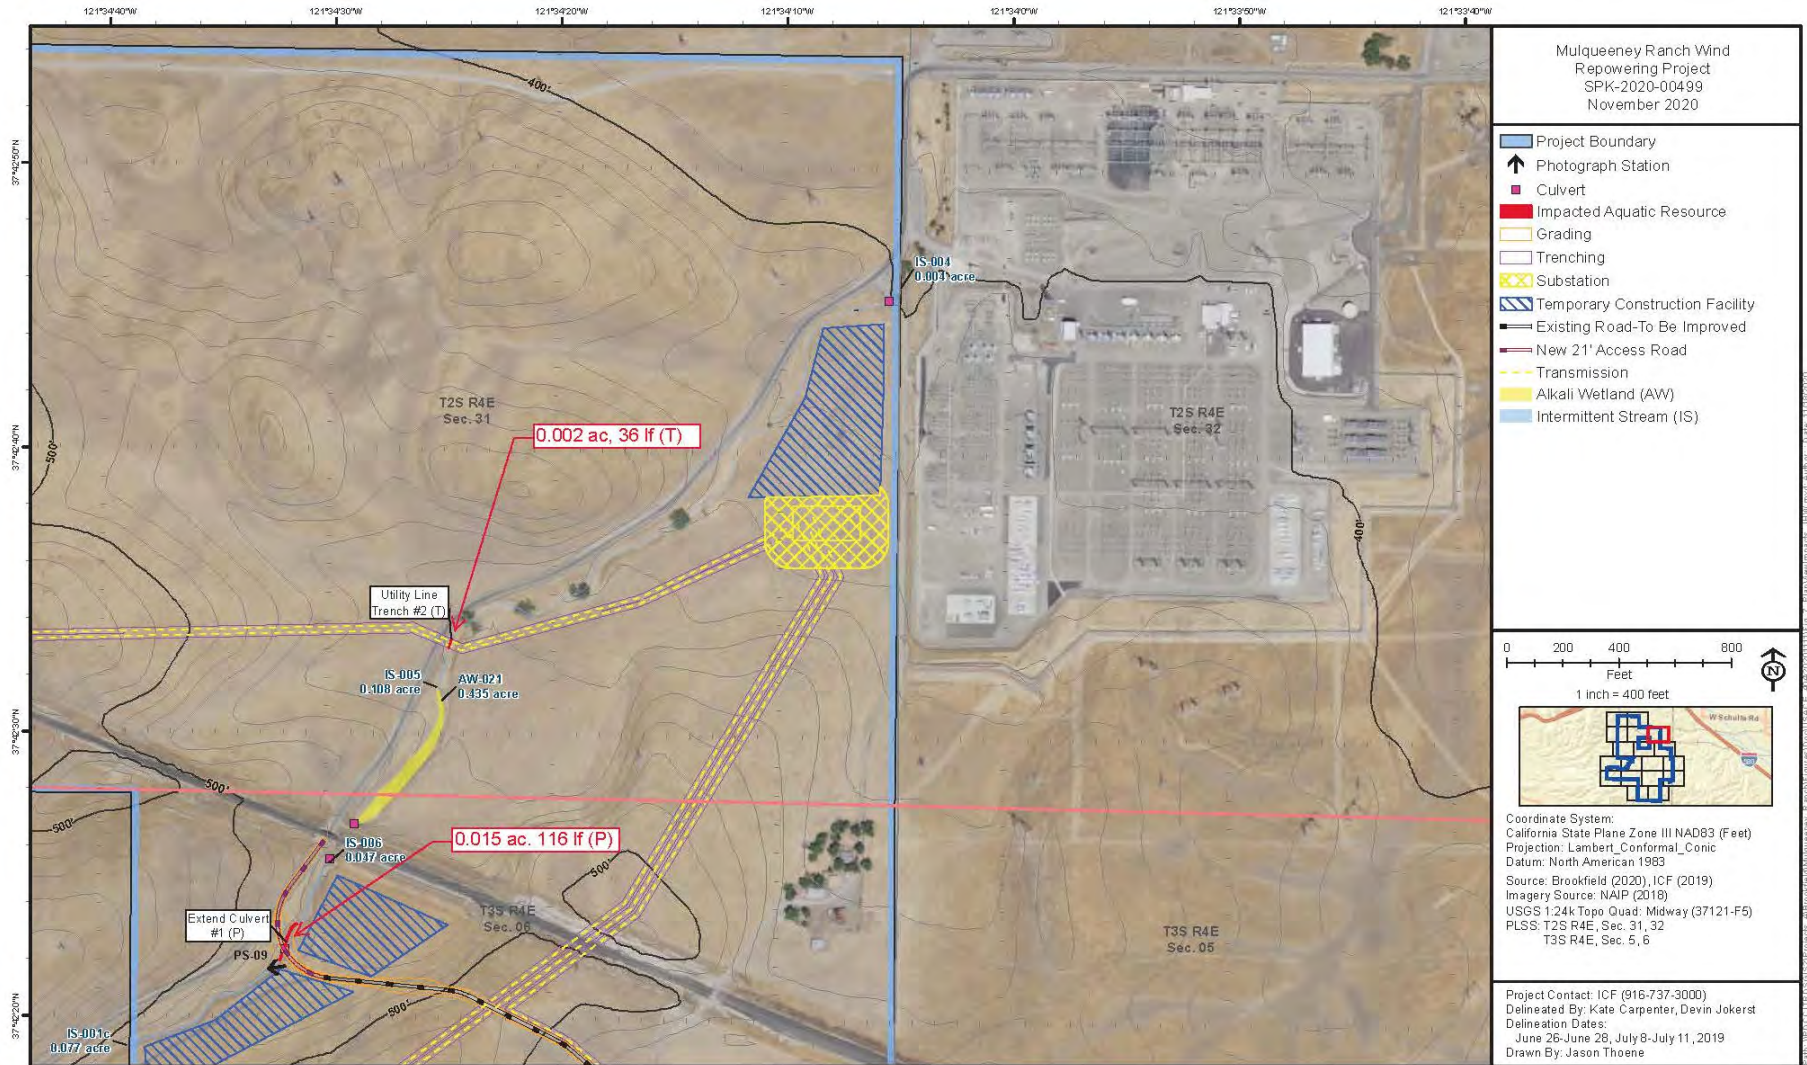 121°34'40"W
121°34'30"W
121°34'20"W
121°34'10"W
121°34'0"W
121°33'50"W
121°33'40"W
37°42'50"N
37°42'40"N
37°42'30"N
37°42'20"N
400'
IS-004
0.004 acre
T2S R4E
Sec. 31
T2S R4E
Sec. 32
500'
0.002 ac, 36 lf (T)
400'
Utility Line
Trench #2 (T)
IS-005
0.108 acre
AW-021
0.435 acre
500'
500'
IS-006
0.047 acre
0.015 ac. 116 lf (P)
500'
Extend Culvert
#1 (P)
PS-09
T3S R4E
Sec. 06
T3S R4E
Sec. 05
500'
IS-001c
0.077 acre
Mulqueeney Ranch Wind
Repowering Project
SPK-2020-00499
November 2020
Project Boundary
Photograph Station
Culvert
Impacted Aquatic Resource
Grading
Trenching
Substation
Temporary Construction Facility
Existing Road-To Be Improved
New 21' Access Road
Transmission
Alkali Wetland (AW)
Intermittent Stream (IS)
0 200 400 800
Feet
1 inch = 400 feet
N
W Schulte Rd
Coordinate System:
California State Plane Zone III NAD83 (Feet)
Projection: Lambert_Conformal_Conic
Datum: North American 1983
Source: Brookfield (2020), ICF (2019)
Imagery Source: NAIP (2018)
USGS 1:24k Topo Quad: Midway (37121-F5)
PLSS: T2S R4E, Sec. 31, 32
T3S R4E, Sec. 5, 6
Project Contact: ICF (916-737-3000)
Delineated By: Kate Carpenter, Devin Jokerst
Delineation Dates:
June 26-June 28, July 8-July 11, 2019
Drawn By: Jason Thoene